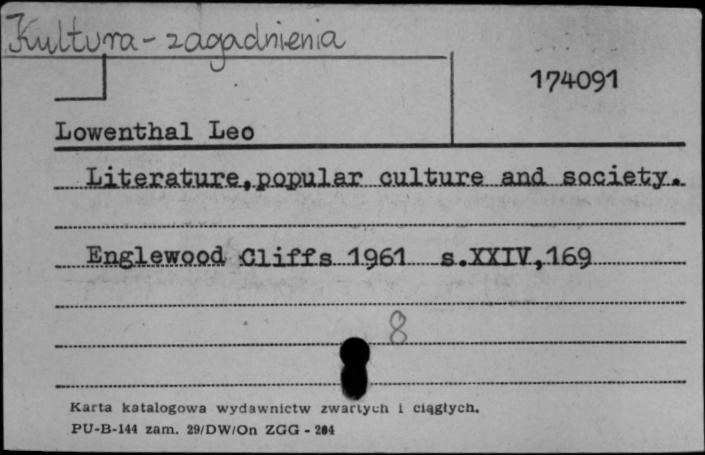 Kultura - zagadnienia
174091
Lowenthal Leo
Literature,popular culture and society.
Englewood Cliffs 1961 s.XXIV,169
8
Karta katalogowa wydawnictw zwartych i ciągłych.
PU-B-144 zam. 29/DW/On ZGG - 204